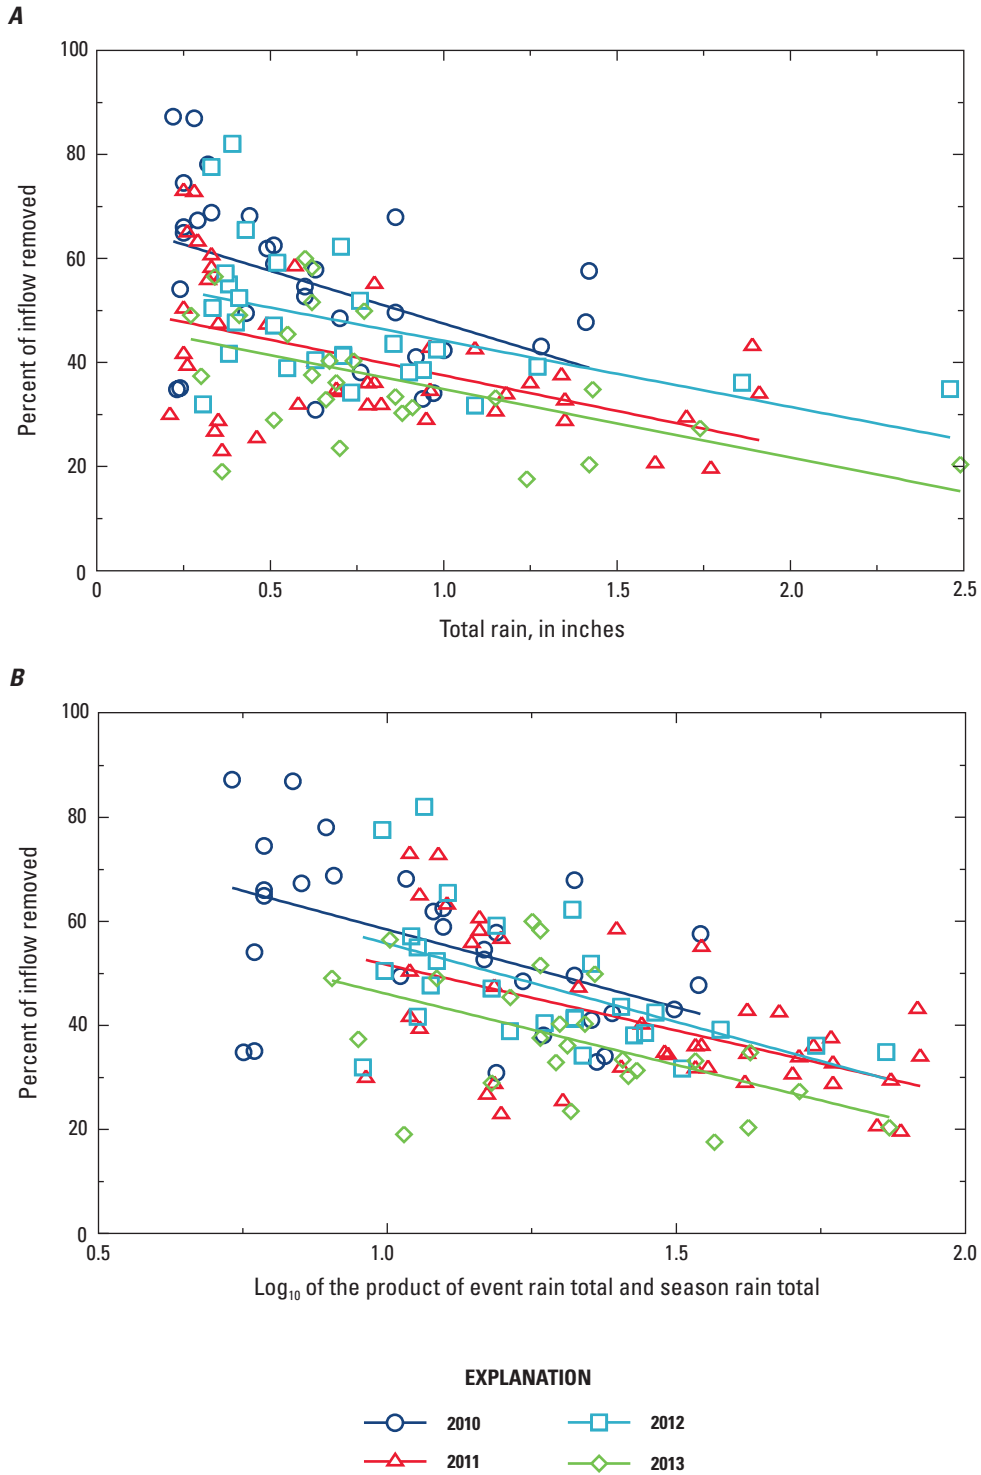 A
100
80
60
40
20
0
Percent of inflow removed
0 0.5 1.0 1.5 2.0 2.5
Total rain, in inches
B
100
80
60
40
20
0
Percent of inflow removed
0.5 1.0 1.5 2.0
Log10 of the product of event rain total and season rain total
EXPLANATION
2010 2012
2011 2013